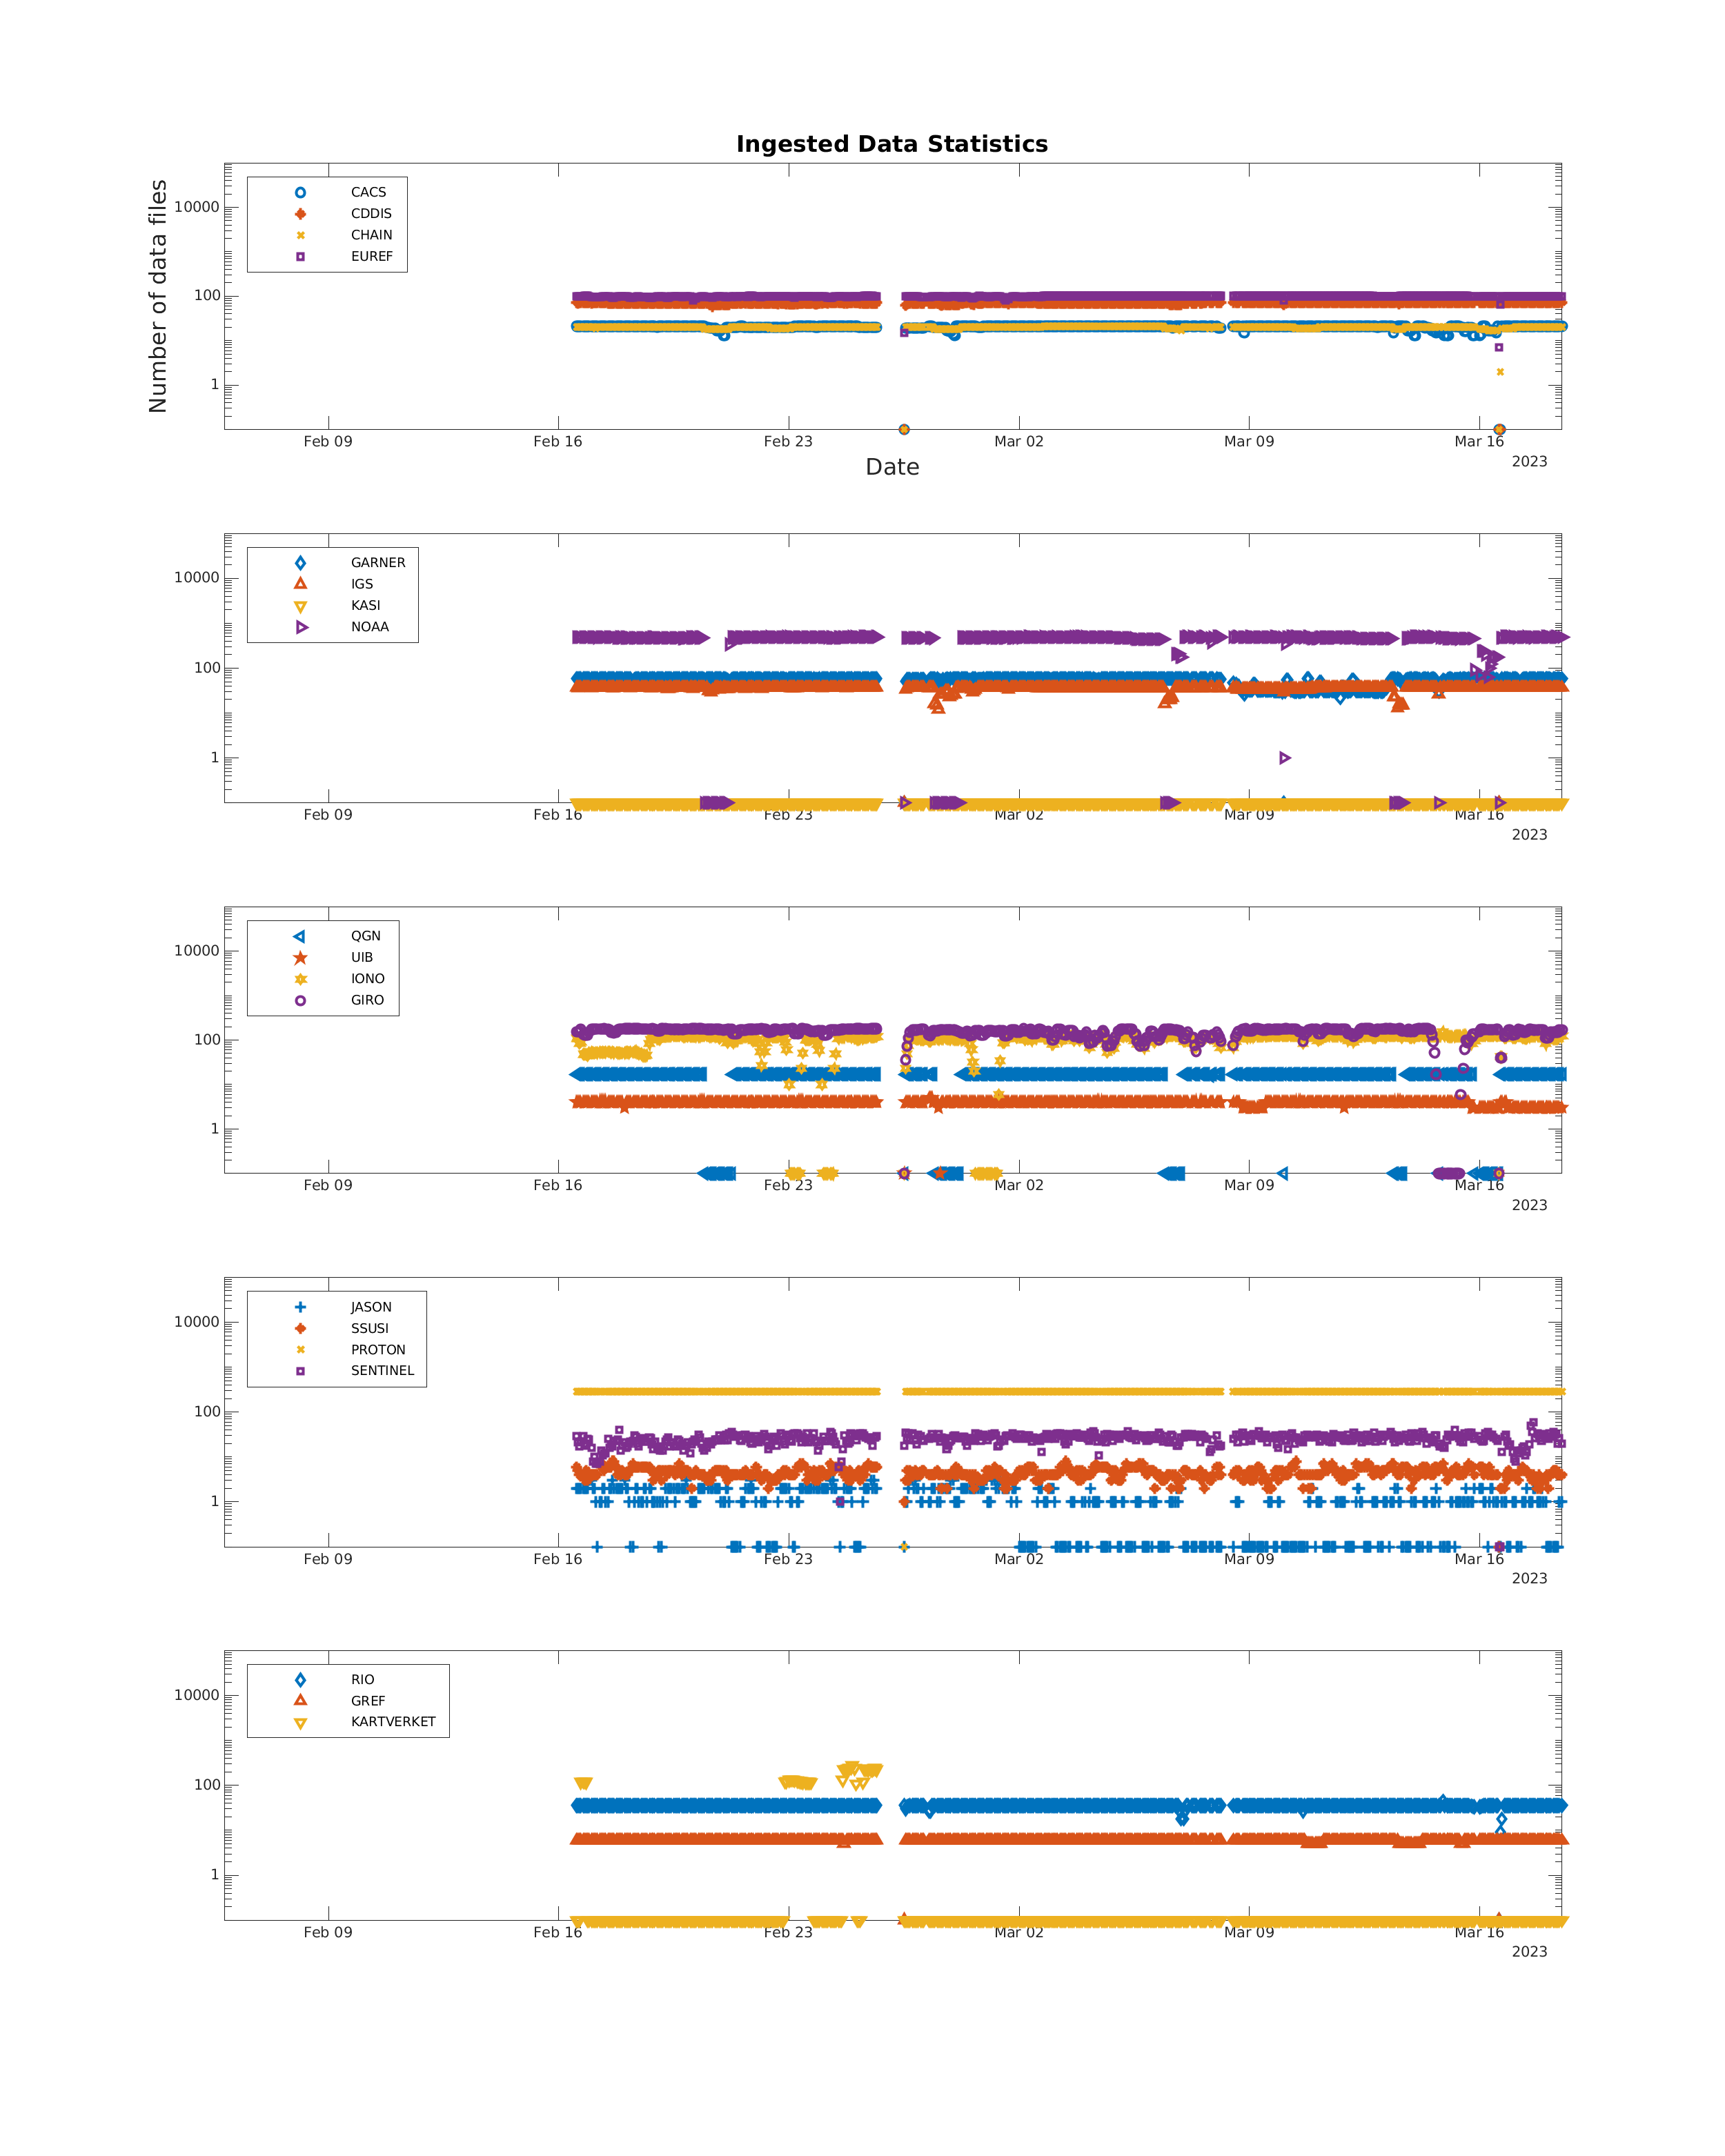 Ingested Data Statistics
Number of data files
CACS
CDDIS
CHAIN
EUREF
10000
100
1
Feb 09 Feb 16 Feb 23 Mar 02 Mar 09 Mar 16
2023
Date
GARNER
IGS
KASI
NOAA
10000
100
1
Feb 09 Feb 16 Feb 23 Mar 02 Mar 09 Mar 16
2023
QGN
UIB
IONO
GIRO
10000
100
1
Feb 09 Feb 16 Feb 23 Mar 02 Mar 09 Mar 16
2023
JASON
SSUSI
PROTON
SENTINEL
10000
100
1
Feb 09 Feb 16 Feb 23 Mar 02 Mar 09 Mar 16
2023
RIO
GREF
KARTVERKET
10000
100
1
Feb 09 Feb 16 Feb 23 Mar 02 Mar 09 Mar 16
2023